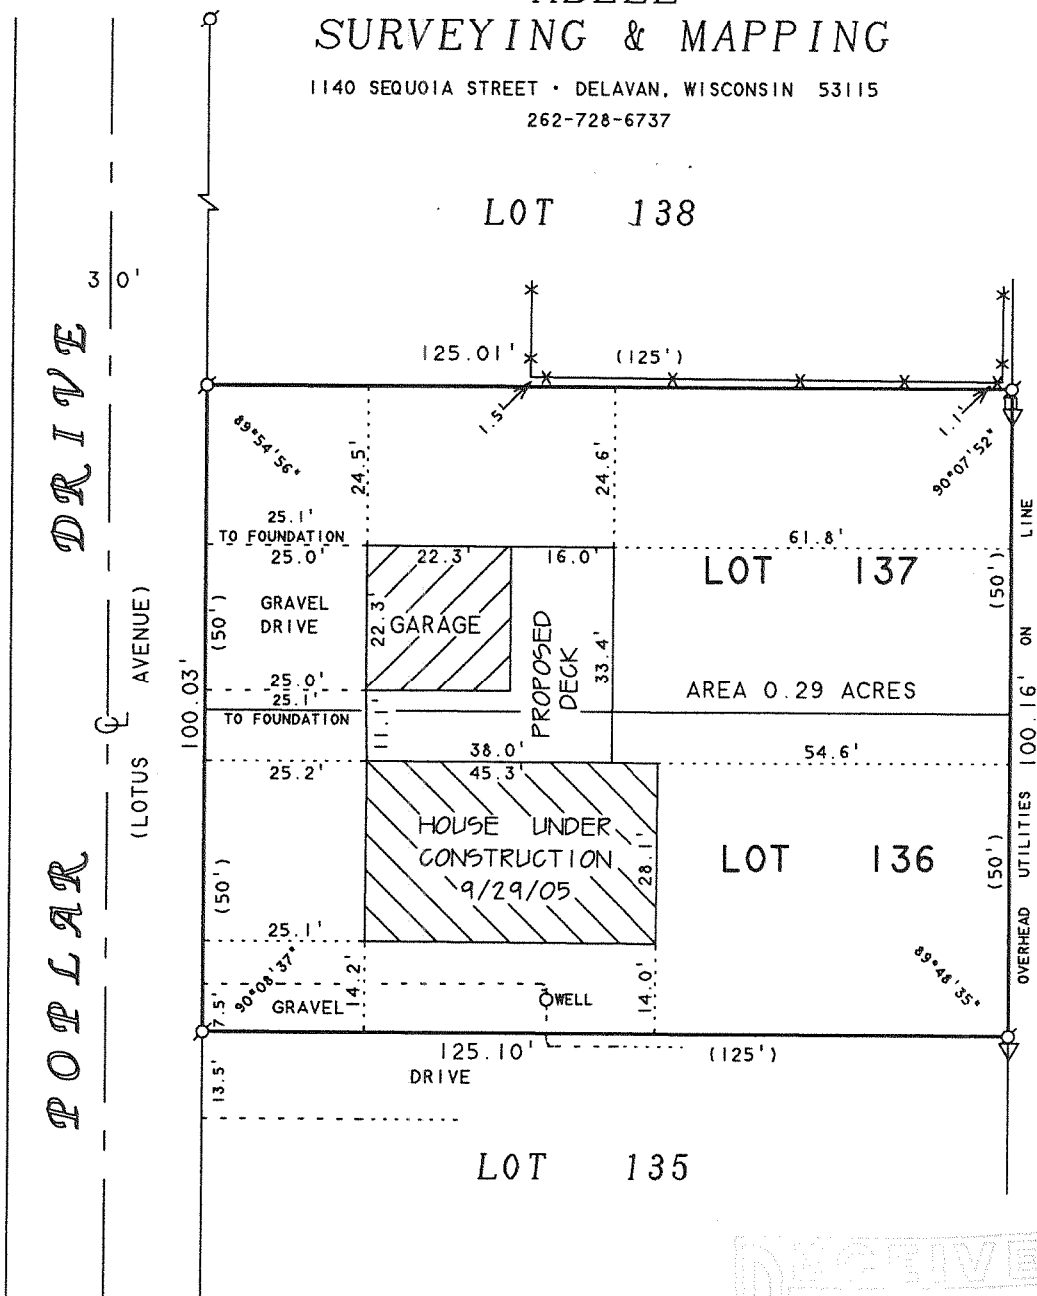 SURVEYING & MAPPING
1140 SEQUOIA STREET · DELAVAN, WISCONSIN 53115
262-728-6737
LOT 138
30'
125.01' (125')
1.5'
1.1'
89°54'56"
90°07'52"
24.5'
24.6'
25.1'
TO FOUNDATION
25.0'
22.3'
16.0'
61.8'
LOT 137
(50')
(50')
GRAVEL
DRIVE
22.3'
GARAGE
PROPOSED
DECK
33.4'
AREA 0.29 ACRES
25.0'
25.1'
TO FOUNDATION
11.1'
100.03'
100.16'
38.0'
54.6'
25.2'
45.3'
HOUSE UNDER
CONSTRUCTION
9/29/05
28.1'
LOT 136
(50')
(50')
25.1'
90°08'37"
89°48'35"
14.2'
14.0'
7.5'
GRAVEL
WELL
125.10' (125')
DRIVE
13.5'
LOT 135
POPLAR DRIVE
(LOTUS AVENUE)
CL
OVERHEAD UTILITIES ON LINE